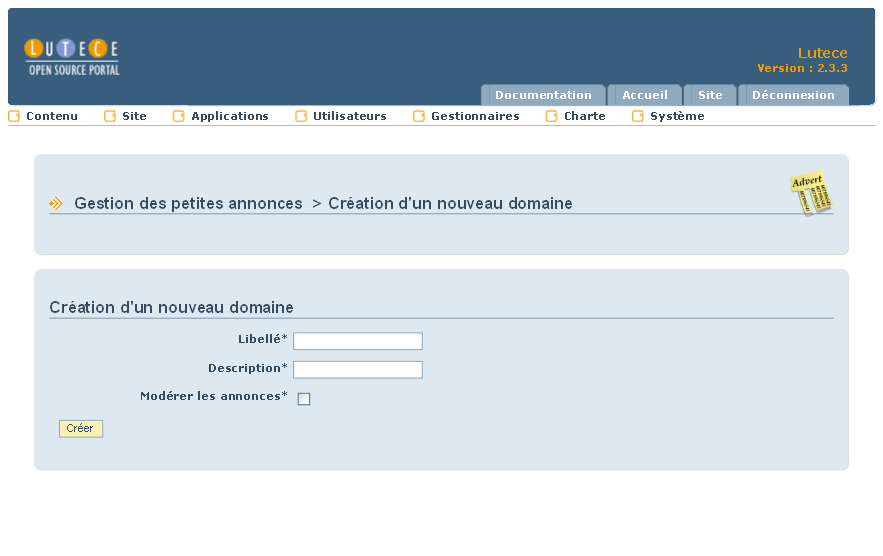 LUTECE
OPEN SOURCE PORTAL
Lutece
Version : 2.3.3
Documentation Accueil Site Déconnexion
Contenu Site Applications Utilisateurs Gestionnaires Charte Système
Advert
Gestion des petites annonces > Création d'un nouveau domaine
Création d'un nouveau domaine
Libellé*
Description*
Modérer les annonces*
Créer